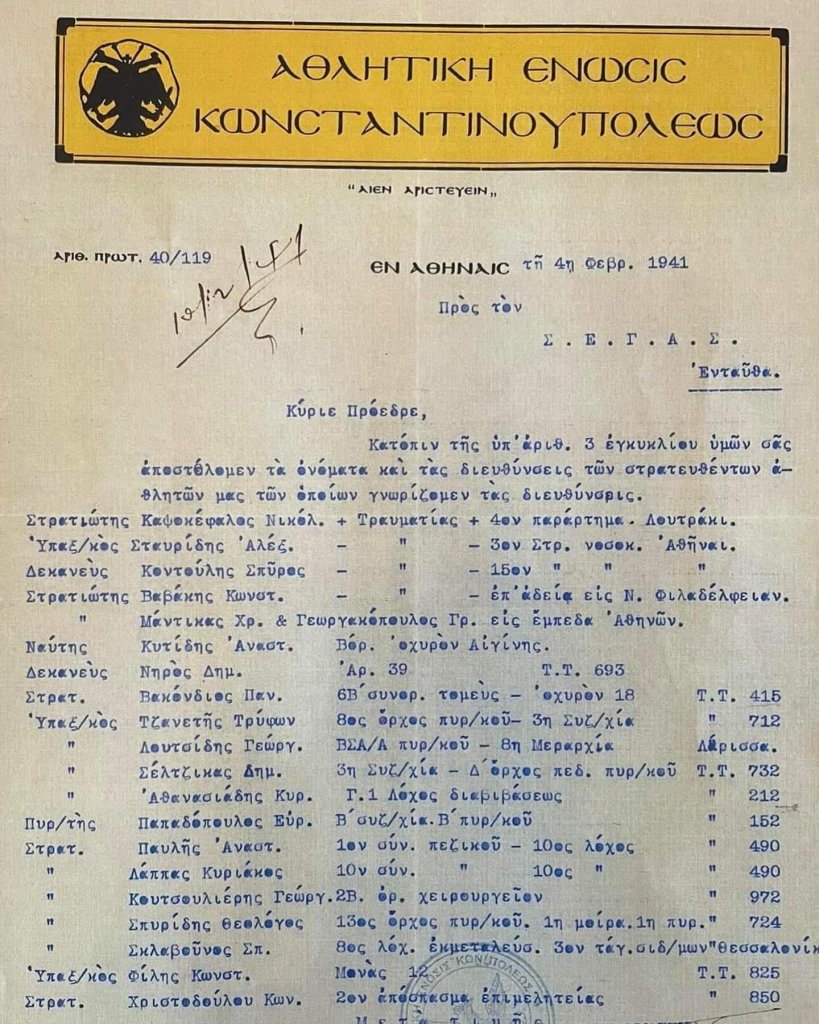 ΑΘΛΗΤΙΚΗ ΕΝΩCΙC
ΚΩΝCΤΑΝΤΙΝΟΥΠΟΛΕΩC
"ΑΙΕΝ ΑΡΙCΤΕΥΕΙΝ„
ΑΡΙΘ. ΠΡΩΤ. 40/119
ΕΝ ΑΘΗΝΑΙC τῇ 4η Φεβρ. 1941
Πρὸς τὸν
Σ . Ε . Γ . Α . Σ .
Ἐνταῦθα.
Κύριε Πρόεδρε,
Κατόπιν τῆς ὑπ'ἀριθ. 3 ἐγκυκλίου ὑμῶν σᾶς
ἀποστέλομεν τὰ ὀνόματα καὶ τὰς διευθύνσεις τῶν στρατευθέντων ἀ-
θλητῶν μας τῶν ὁποίων γνωρίζομεν τὰς διευθύνσεις.
Στρατιώτης Καψοκέφαλος Νικόλ. + Τραυματίας + 4ον παράρτημα. Λουτράκι.
Ὑπαξ/κὸς Σταυρίδης Ἀλέξ. – " – 3ον Στρ. νοσοκ. Ἀθῆναι.
Δεκανεὺς Κοντούλης Σπῦρος – " – 15ον " " "
Στρατιώτης Βαβάκης Κωνστ. – " – ἐπ'ἀδείᾳ εἰς Ν. Φιλαδέλφειαν.
" Μάντικας Χρ. & Γεωργακόπουλος Γρ. εἰς ἔμπεδα Ἀθηνῶν.
Ναύτης Κυτίδης Ἀναστ. Βόρ. ὀχυρὸν Αἰγίνης.
Δεκανεὺς Νηρὸς Δημ. Ἀρ. 39 Τ.Τ. 693
Στρατ. Βακόνδιος Παν. 6Β΄συνορ. τομεὺς – ὀχυρὸν 18 Τ.Τ. 415
Ὑπαξ/κὸς Τζανετῆς Τρύφων 8ος ὄρχος πυρ/κοῦ– 3η Συζ/χία " 712
" Λουτσίδης Γεώργ. ΒΣΑ/Α πυρ/κοῦ – 8η Μεραρχία Λάρισσα.
" Σέλτζικας Δημ. 3η Συζ/χία – Δ΄ὄρχος πεδ. πυρ/κοῦ Τ.Τ. 732
" Ἀθανασιάδης Κυρ. Γ.1 Λόχος διαβιβάσεως " 212
Πυρ/τὴς Παπαδόπουλος Εὐρ. Β΄συζ/χία.Β΄πυρ/κοῦ " 152
Στρατ. Παυλῆς Ἀναστ. 1ον σύν. πεζικοῦ – 10ος λόχος " 490
" Λάππας Κυριάκος 10ν σύν. " 10ος " " 490
" Κουτσουλιέρης Γεώργ.2Β. ὀρ. χειρουργεῖον " 972
" Σπυρίδης Θεολόγος 13ος ὄρχος πυρ/κοῦ. 1η μοίρα.1η πυρ." 724
" Σκλαβοῦνος Σπ. 8ος λόχ. ἐκμεταλεύσ. 3ον τάγ.σιδ/μων"Θεσσαλονίκ
Ὑπαξ/κὸς Φίλης Κωνστ. Μονὰς 12 Τ.Τ. 825
Στρατ. Χριστοδούλου Κων. 2ον ἀπόσπασμα ἐπιμελητείας " 850